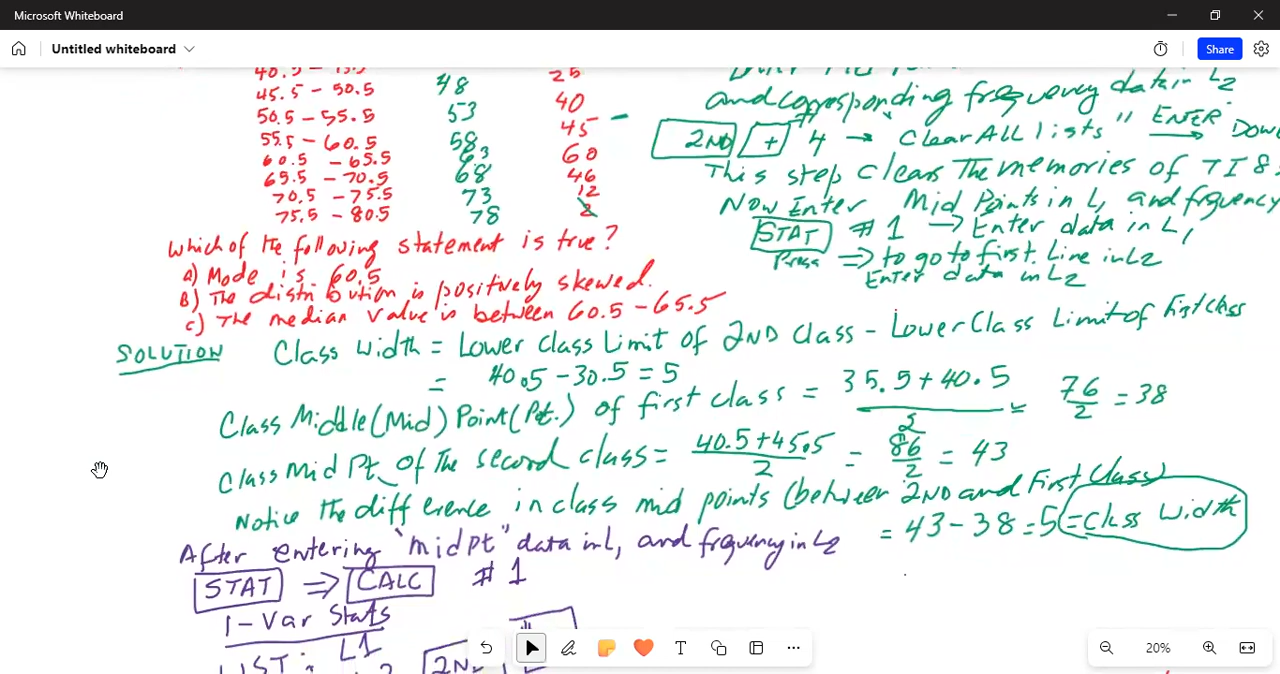 Microsoft Whiteboard
Untitled whiteboard
Share
25
45.5 - 50.5 48 40
50.5 - 55.5 53 45
55.5 - 60.5 58 60
60.5 - 65.5 63 46
65.5 - 70.5 68 12
70.5 - 75.5 73 2
75.5 - 80.5 78
and corresponding frequency data in L2
2ND + # 4 → Clear ALL lists " ENTER
This step clears The memories of TI 8
Now Enter Mid Points in L1 and frquency
STAT # 1 → Enter data in L1
Press ⇒ to go to first Line in L2
Enter data in L2
which of the following statement is true?
a) Mode is 60.5
B) The distribution is positively skewed.
c) The median value is between 60.5 - 65.5
SOLUTION Class width = Lower class Limit of 2ND class - Lower Class Limit of First class
= 40.5 - 30.5 = 5
Class Middle (Mid) Point (Pt.) of first class = 35.5 + 40.5 / 2 76/2 = 38
Class Mid Pt. of The second class = 40.5 + 45.5 / 2 = 86/2 = 43
Notice the difference in class mid points (between 2ND and First Class)
= 43 - 38 = 5 = class width
After entering "midpt" data in L1 and frquency in L2
STAT ⇒ CALC # 1
1-Var Stats
LIST: L1
20%